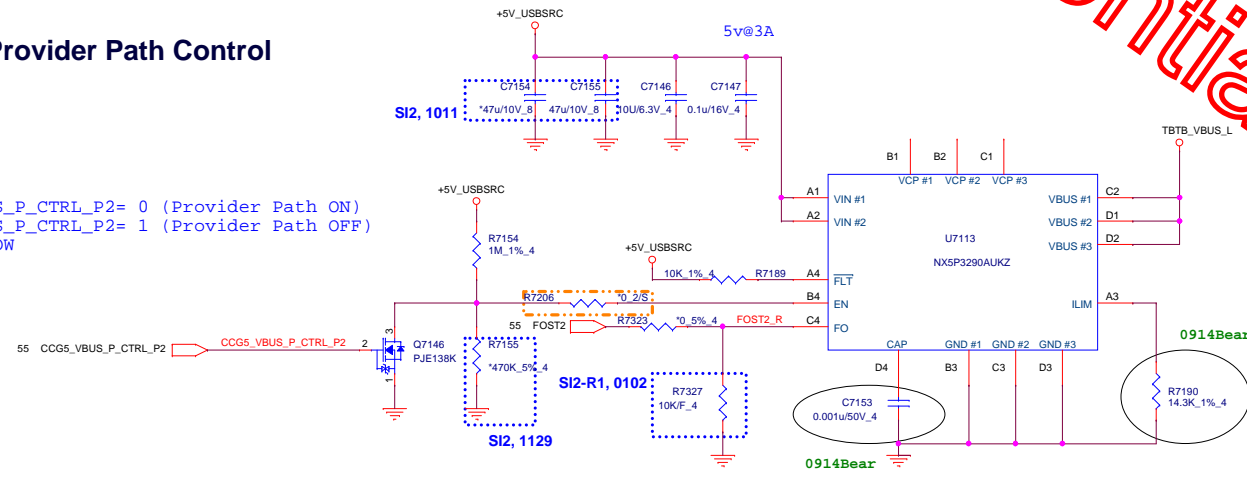 +5V_USBSRC
Provider Path Control
5v@3A
C7154
C7155
C7146
C7147
*47u/10V_8
47u/10V_8
10U/6.3V_4
0.1u/16V_4
SI2, 1011
TBTB_VBUS_L
B1
B2
C1
VCP #1
VCP #2
VCP #3
A1
VIN #1
VBUS #1
C2
A2
VIN #2
VBUS #2
D1
VBUS #3
D2
S_P_CTRL_P2= 0 (Provider Path ON)
S_P_CTRL_P2= 1 (Provider Path OFF)
OW
+5V_USBSRC
R7154
1M_1%_4
U7113
NX5P3290AUKZ
+5V_USBSRC
10K_1%_4
R7189
A4
FLT
R7206
*0_2/S
B4
EN
ILIM
A3
55
FOST2
R7323
*0_5%_4
FOST2_R
C4
FO
55
CCG5_VBUS_P_CTRL_P2
CCG5_VBUS_P_CTRL_P2
2
3
1
Q7146
PJE138K
R7155
*470K_5%_4
CAP
GND #1
GND #2
GND #3
D4
B3
C3
D3
0914Bear
SI2-R1, 0102
R7327
10K/F_4
C7153
0.001u/50V_4
R7190
14.3K_1%_4
SI2, 1129
0914Bear